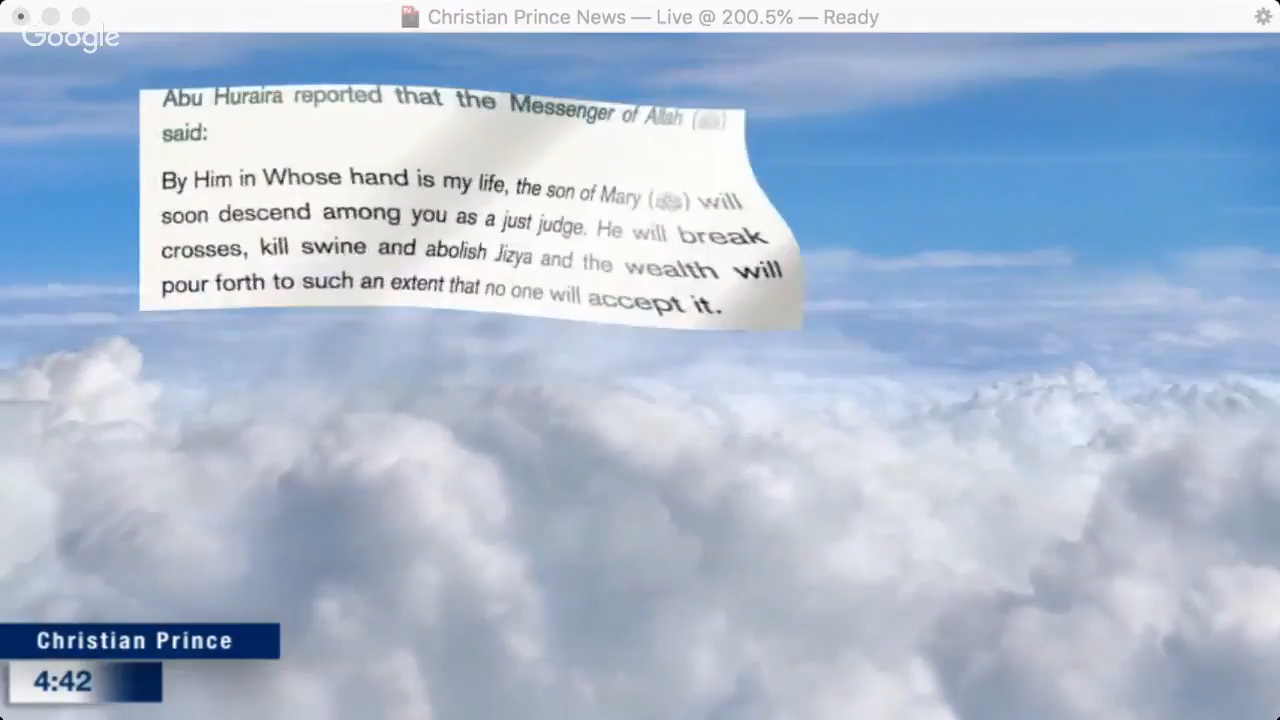 Christian Prince News — Live @ 200.5% — Ready
Google
Abu Huraira reported that the Messenger of Allah ()
said:
By Him in Whose hand is my life, the son of Mary () will
soon descend among you as a just judge. He will break
crosses, kill swine and abolish Jizya and the wealth will
pour forth to such an extent that no one will accept it.
Christian Prince
4:42